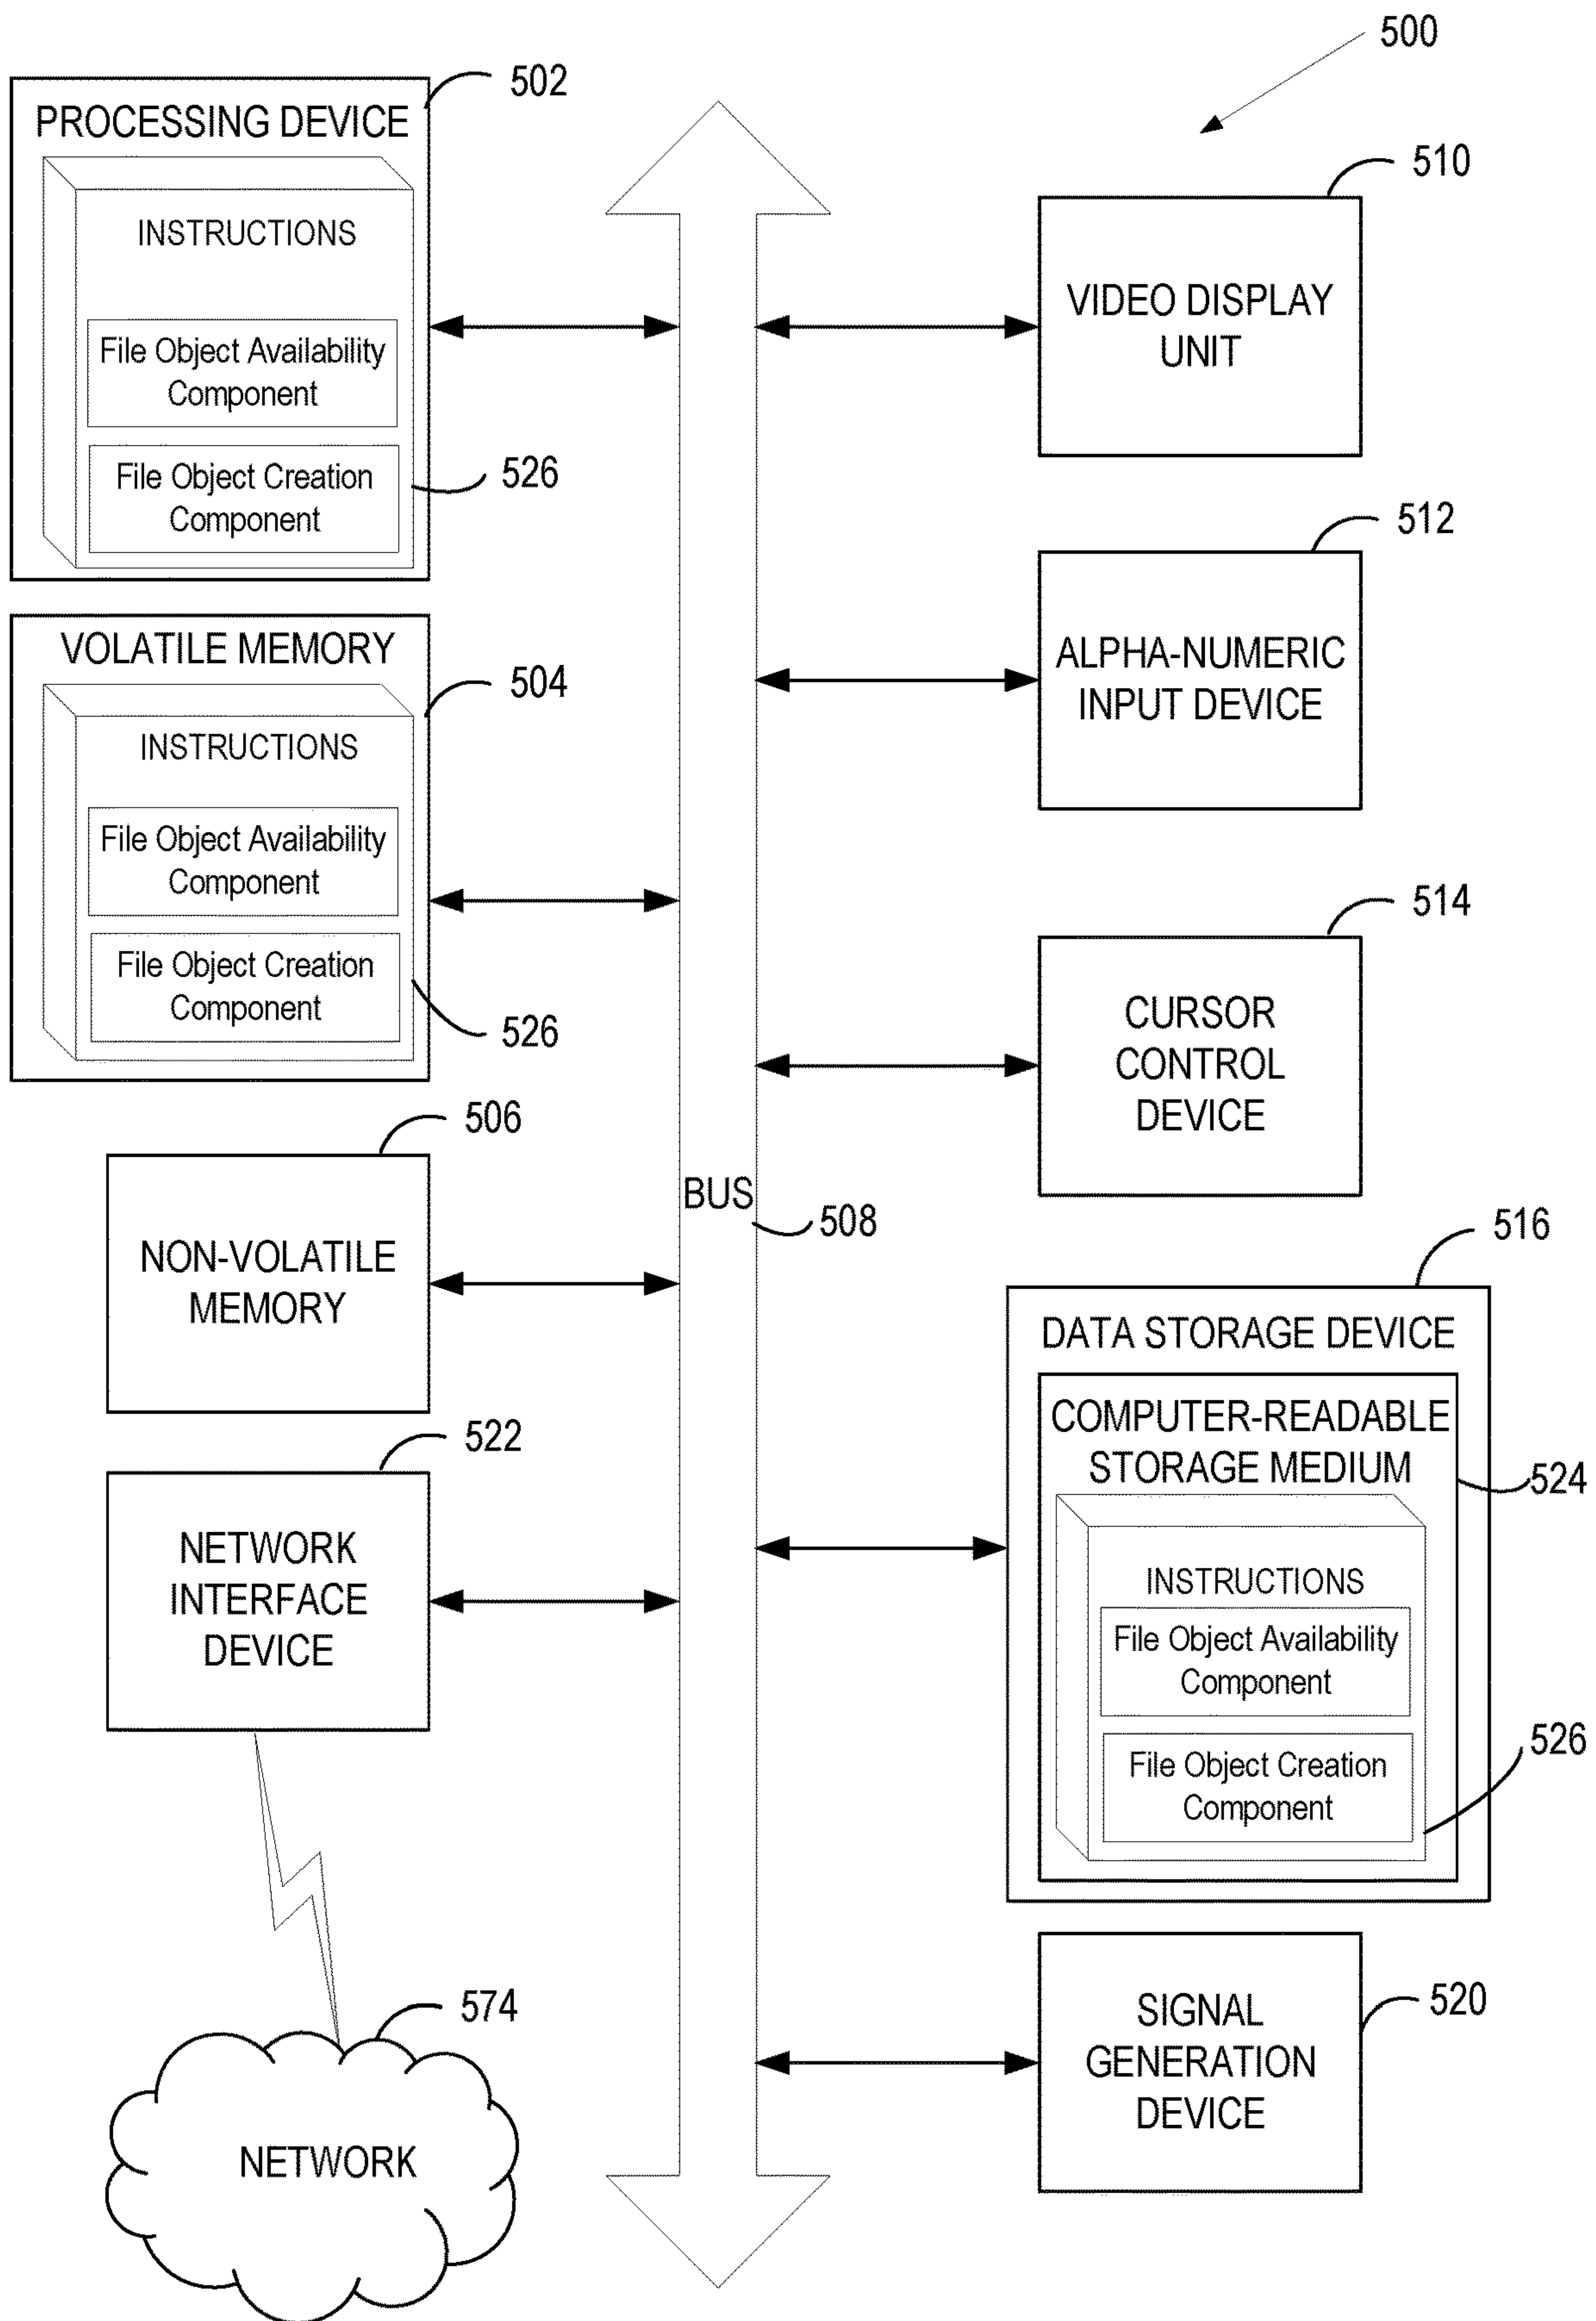 500
502
PROCESSING DEVICE
INSTRUCTIONS
File Object Availability
Component
File Object Creation
Component
526
VOLATILE MEMORY
504
INSTRUCTIONS
File Object Availability
Component
File Object Creation
Component
526
506
NON-VOLATILE
MEMORY
522
NETWORK
INTERFACE
DEVICE
574
NETWORK
BUS
508
510
VIDEO DISPLAY
UNIT
512
ALPHA-NUMERIC
INPUT DEVICE
514
CURSOR
CONTROL
DEVICE
516
DATA STORAGE DEVICE
COMPUTER-READABLE
STORAGE MEDIUM
524
INSTRUCTIONS
File Object Availability
Component
File Object Creation
Component
526
SIGNAL
GENERATION
DEVICE
520